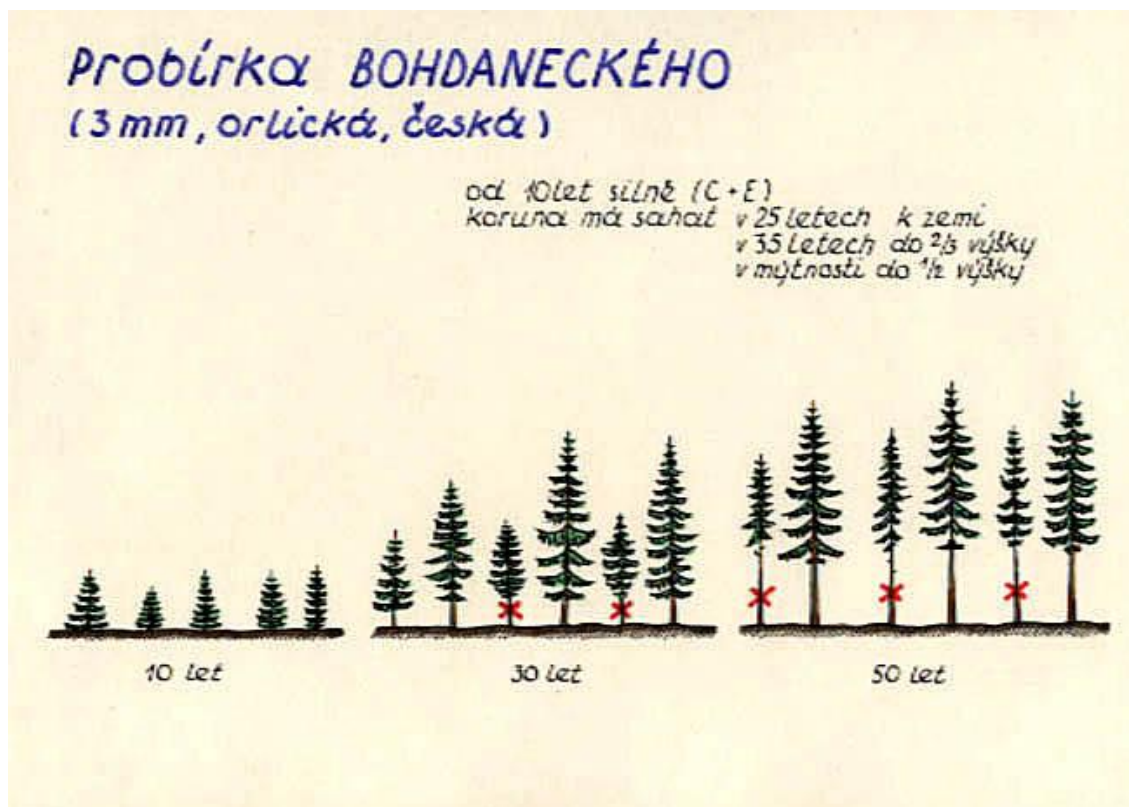 Probírka BOHDANECKÉHO
(3 mm, orlická, česká)
od 10 let silně (C + E)
koruna má sahat v 25 letech k zemi
v 35 letech do 2/3 výšky
v mýtnosti do 1/2 výšky
10 let
30 let
50 let